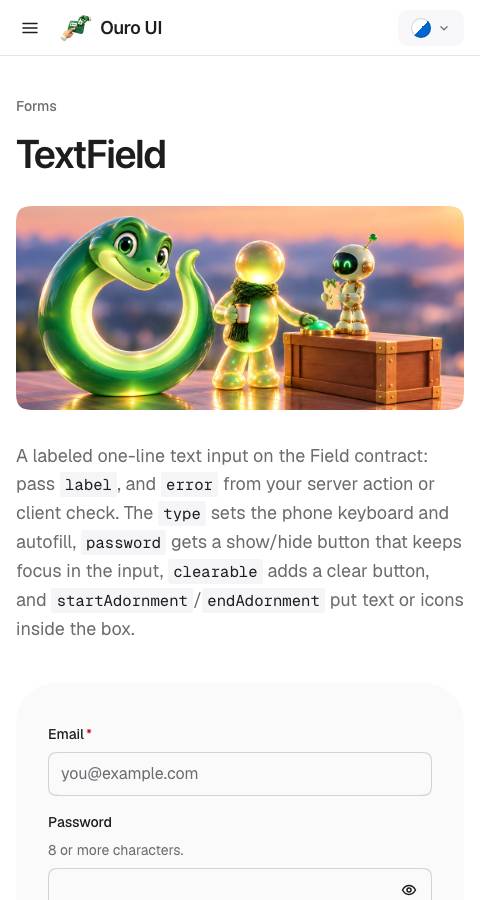 Ouro UI
Forms
TextField
A labeled one-line text input on the Field contract:
pass label, and error from your server action or
client check. The type sets the phone keyboard and
autofill, password gets a show/hide button that keeps
focus in the input, clearable adds a clear button,
and startAdornment/endAdornment put text or icons
inside the box.
Email*
you@example.com
Password
8 or more characters.